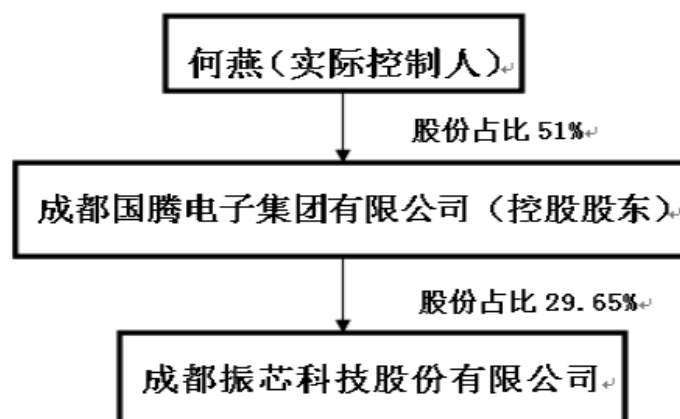 何燕（实际控制人）
股份占比 51%
成都国腾电子集团有限公司（控股股东）
股份占比 29.65%
成都振芯科技股份有限公司